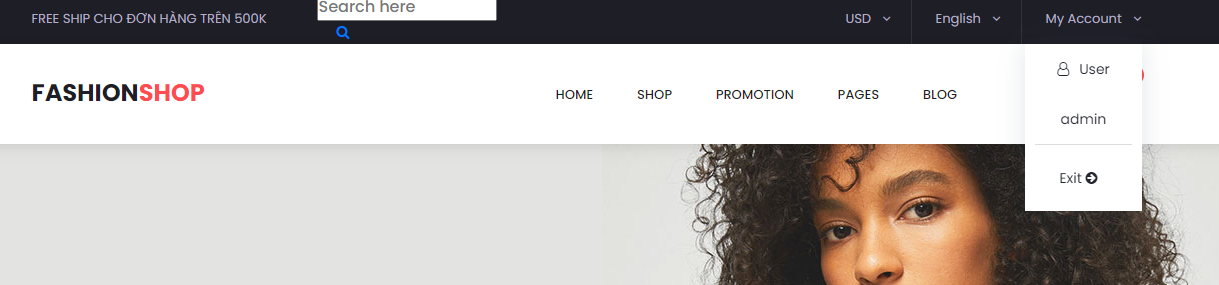 FREE SHIP CHO ĐƠN HÀNG TRÊN 500K
Search here
USD
English
My Account
FASHIONSHOP
HOME
SHOP
PROMOTION
PAGES
BLOG
User
admin
Exit